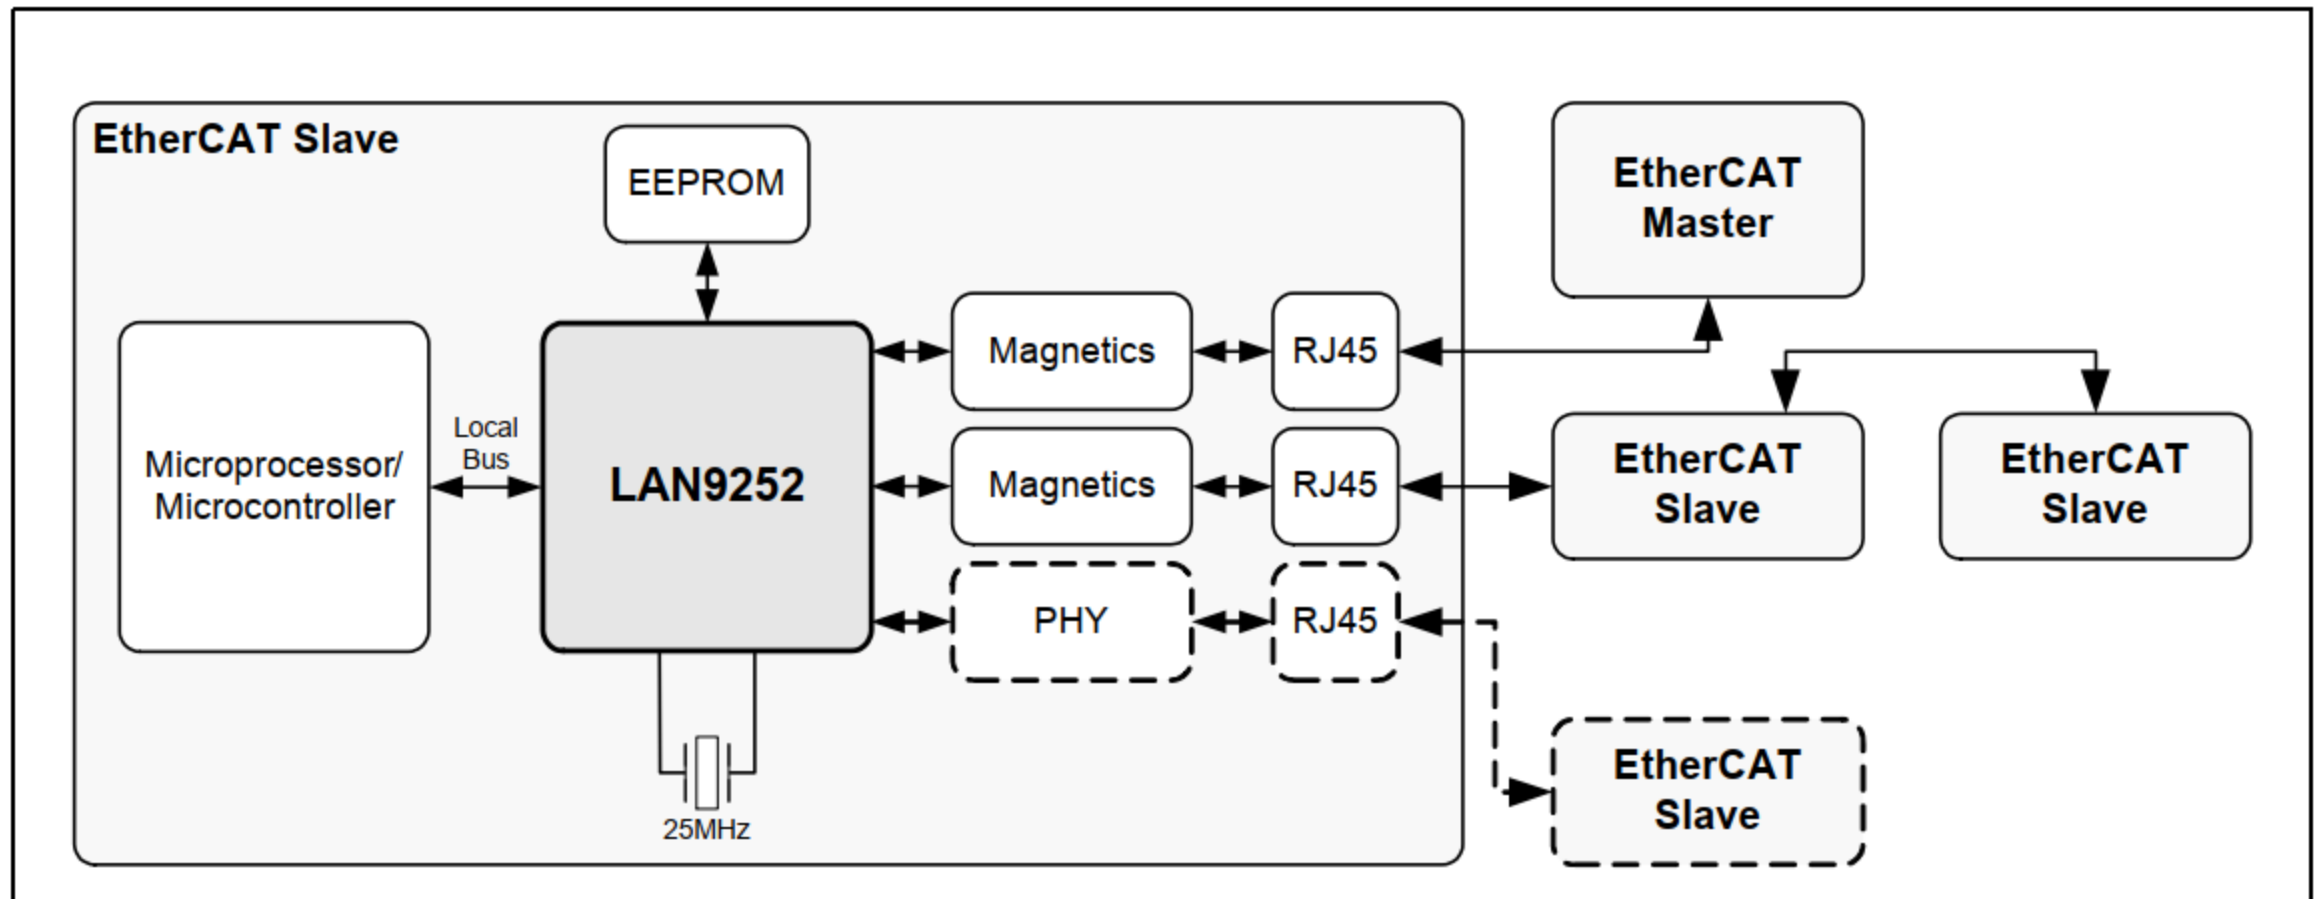 EtherCAT Slave
EEPROM
EtherCAT
Master
Microprocessor/
Microcontroller
Local
Bus
LAN9252
Magnetics
RJ45
Magnetics
RJ45
PHY
RJ45
EtherCAT
Slave
EtherCAT
Slave
25MHz
EtherCAT
Slave